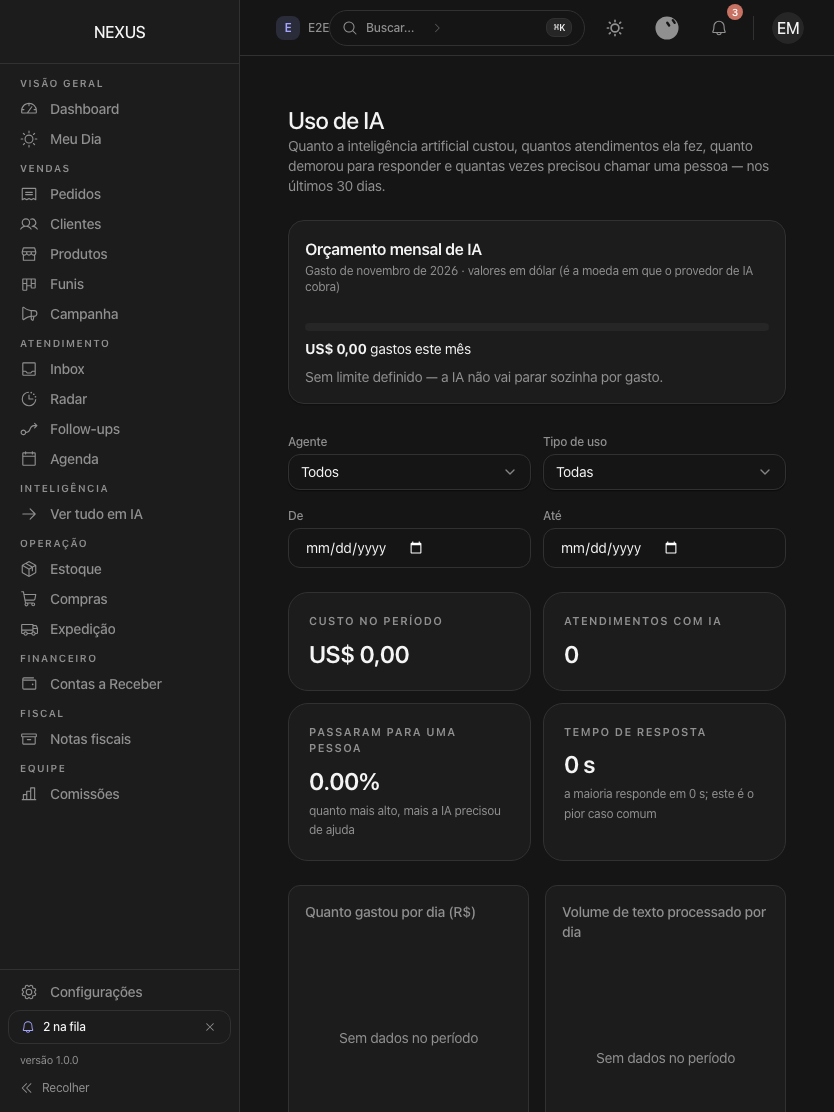 NEXUS
VISÃO GERAL
Dashboard
Meu Dia
VENDAS
Pedidos
Clientes
Produtos
Funis
Campanha
ATENDIMENTO
Inbox
Radar
Follow-ups
Agenda
INTELIGÊNCIA
Ver tudo em IA
OPERAÇÃO
Estoque
Compras
Expedição
FINANCEIRO
Contas a Receber
FISCAL
Notas fiscais
EQUIPE
Comissões
Configurações
2 na fila
versão 1.0.0
Recolher
E E2E Buscar... ⌘K 3 EM
Uso de IA
Quanto a inteligência artificial custou, quantos atendimentos ela fez, quanto
demorou para responder e quantas vezes precisou chamar uma pessoa — nos
últimos 30 dias.
Orçamento mensal de IA
Gasto de novembro de 2026 · valores em dólar (é a moeda em que o provedor de IA
cobra)
US$ 0,00 gastos este mês
Sem limite definido — a IA não vai parar sozinha por gasto.
Agente
Todos
Tipo de uso
Todas
De
mm/dd/yyyy
Até
mm/dd/yyyy
CUSTO NO PERÍODO
US$ 0,00
ATENDIMENTOS COM IA
0
PASSARAM PARA UMA
PESSOA
0.00%
quanto mais alto, mais a IA precisou
de ajuda
TEMPO DE RESPOSTA
0 s
a maioria responde em 0 s; este é o
pior caso comum
Quanto gastou por dia (R$)
Sem dados no período
Volume de texto processado por
dia
Sem dados no período